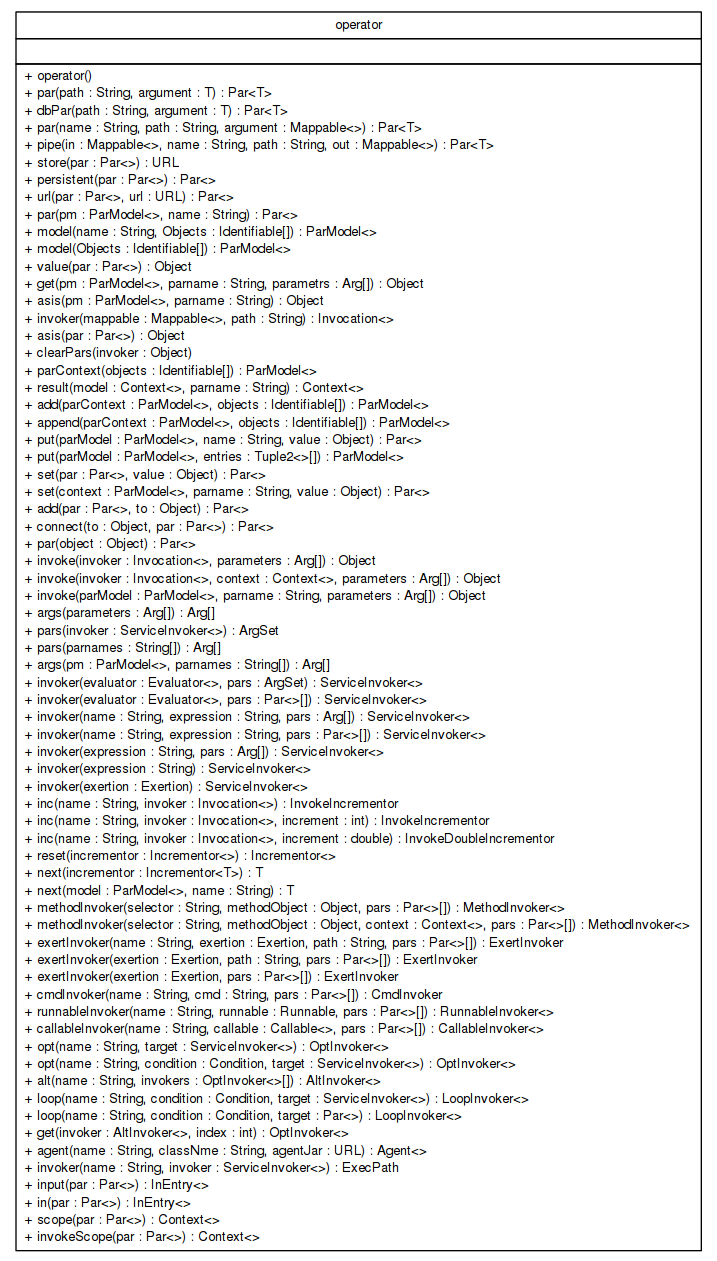 operator
+ operator()
+ par(path : String, argument : T) : Par<T>
+ dbPar(path : String, argument : T) : Par<T>
+ par(name : String, path : String, argument : Mappable<>) : Par<T>
+ pipe(in : Mappable<>, name : String, path : String, out : Mappable<>) : Par<T>
+ store(par : Par<>) : URL
+ persistent(par : Par<>) : Par<>
+ url(par : Par<>, url : URL) : Par<>
+ par(pm : ParModel<>, name : String) : Par<>
+ model(name : String, Objects : Identifiable[]) : ParModel<>
+ model(Objects : Identifiable[]) : ParModel<>
+ value(par : Par<>) : Object
+ get(pm : ParModel<>, parname : String, parametrs : Arg[]) : Object
+ asis(pm : ParModel<>, parname : String) : Object
+ invoker(mappable : Mappable<>, path : String) : Invocation<>
+ asis(par : Par<>) : Object
+ clearPars(invoker : Object)
+ parContext(objects : Identifiable[]) : ParModel<>
+ result(model : Context<>, parname : String) : Context<>
+ add(parContext : ParModel<>, objects : Identifiable[]) : ParModel<>
+ append(parContext : ParModel<>, objects : Identifiable[]) : ParModel<>
+ put(parModel : ParModel<>, name : String, value : Object) : Par<>
+ put(parModel : ParModel<>, entries : Tuple2<>[]) : ParModel<>
+ set(par : Par<>, value : Object) : Par<>
+ set(context : ParModel<>, parname : String, value : Object) : Par<>
+ add(par : Par<>, to : Object) : Par<>
+ connect(to : Object, par : Par<>) : Par<>
+ par(object : Object) : Par<>
+ invoke(invoker : Invocation<>, parameters : Arg[]) : Object
+ invoke(invoker : Invocation<>, context : Context<>, parameters : Arg[]) : Object
+ invoke(parModel : ParModel<>, parname : String, parameters : Arg[]) : Object
+ args(parameters : Arg[]) : Arg[]
+ pars(invoker : ServiceInvoker<>) : ArgSet
+ pars(parnames : String[]) : Arg[]
+ args(pm : ParModel<>, parnames : String[]) : Arg[]
+ invoker(evaluator : Evaluator<>, pars : ArgSet) : ServiceInvoker<>
+ invoker(evaluator : Evaluator<>, pars : Par<>[]) : ServiceInvoker<>
+ invoker(name : String, expression : String, pars : Arg[]) : ServiceInvoker<>
+ invoker(name : String, expression : String, pars : Par<>[]) : ServiceInvoker<>
+ invoker(expression : String, pars : Arg[]) : ServiceInvoker<>
+ invoker(expression : String) : ServiceInvoker<>
+ invoker(exertion : Exertion) : ServiceInvoker<>
+ inc(name : String, invoker : Invocation<>) : InvokeIncrementor
+ inc(name : String, invoker : Invocation<>, increment : int) : InvokeIncrementor
+ inc(name : String, invoker : Invocation<>, increment : double) : InvokeDoubleIncrementor
+ reset(incrementor : Incrementor<>) : Incrementor<>
+ next(incrementor : Incrementor<T>) : T
+ next(model : ParModel<>, name : String) : T
+ methodInvoker(selector : String, methodObject : Object, pars : Par<>[]) : MethodInvoker<>
+ methodInvoker(selector : String, methodObject : Object, context : Context<>, pars : Par<>[]) : MethodInvoker<>
+ exertInvoker(name : String, exertion : Exertion, path : String, pars : Par<>[]) : ExertInvoker
+ exertInvoker(exertion : Exertion, path : String, pars : Par<>[]) : ExertInvoker
+ exertInvoker(exertion : Exertion, pars : Par<>[]) : ExertInvoker
+ cmdInvoker(name : String, cmd : String, pars : Par<>[]) : CmdInvoker
+ runnableInvoker(name : String, runnable : Runnable, pars : Par<>[]) : RunnableInvoker<>
+ callableInvoker(name : String, callable : Callable<>, pars : Par<>[]) : CallableInvoker<>
+ opt(name : String, target : ServiceInvoker<>) : OptInvoker<>
+ opt(name : String, condition : Condition, target : ServiceInvoker<>) : OptInvoker<>
+ alt(name : String, invokers : OptInvoker<>[]) : AltInvoker<>
+ loop(name : String, condition : Condition, target : ServiceInvoker<>) : LoopInvoker<>
+ loop(name : String, condition : Condition, target : Par<>) : LoopInvoker<>
+ get(invoker : AltInvoker<>, index : int) : OptInvoker<>
+ agent(name : String, classNme : String, agentJar : URL) : Agent<>
+ invoker(name : String, invoker : ServiceInvoker<>) : ExecPath
+ input(par : Par<>) : InEntry<>
+ in(par : Par<>) : InEntry<>
+ scope(par : Par<>) : Context<>
+ invokeScope(par : Par<>) : Context<>